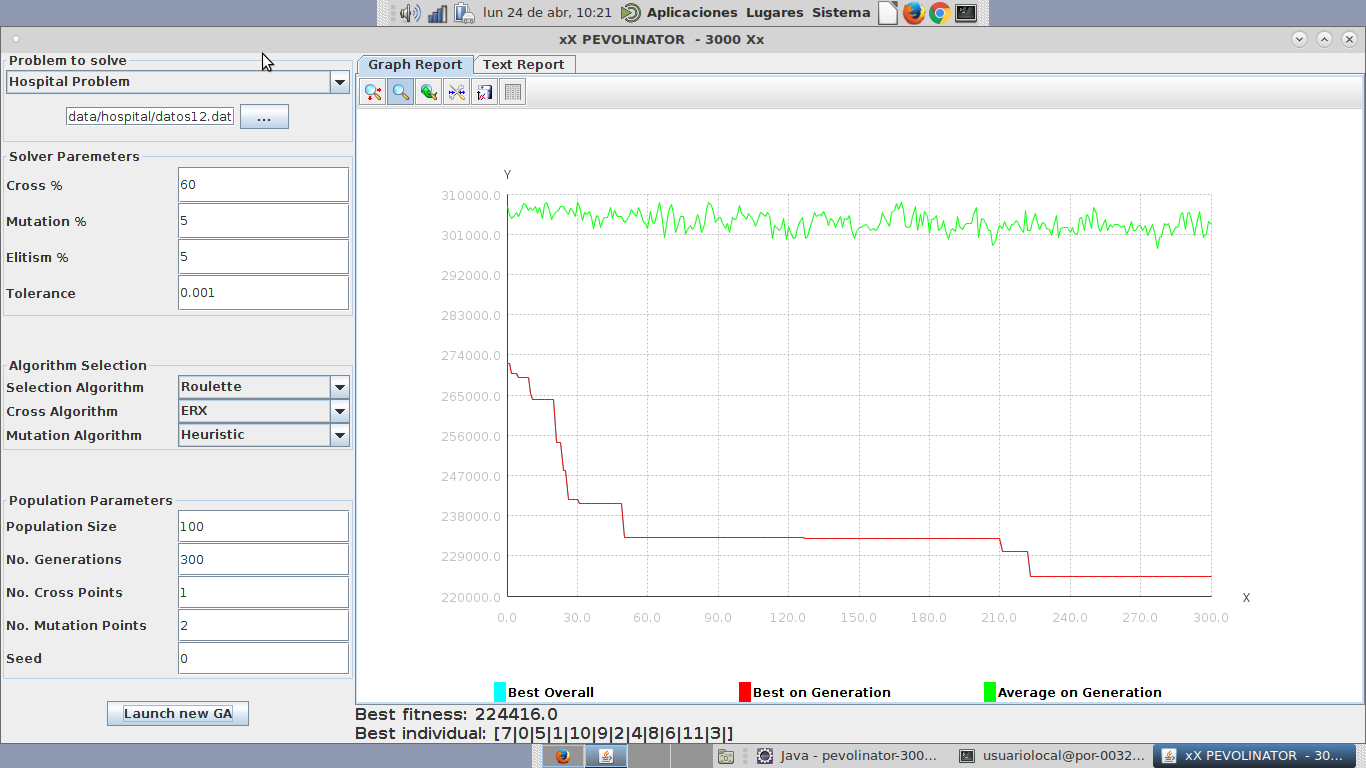 lun 24 de abr, 10:21 Aplicaciones Lugares Sistema
xX PEVOLINATOR - 3000 Xx
Problem to solve
Hospital Problem
data/hospital/datos12.dat ...
Solver Paremeters
Cross % 60
Mutation % 5
Elitism % 5
Tolerance 0.001
Algorithm Selection
Selection Algorithm Roulette
Cross Algorithm ERX
Mutation Algorithm Heuristic
Population Parameters
Population Size 100
No. Generations 300
No. Cross Points 1
No. Mutation Points 2
Seed 0
Launch new GA
Graph Report Text Report
Y
310000.0
301000.0
292000.0
283000.0
274000.0
265000.0
256000.0
247000.0
238000.0
229000.0
220000.0
X
0.0 30.0 60.0 90.0 120.0 150.0 180.0 210.0 240.0 270.0 300.0
Best Overall Best on Generation Average on Generation
Best fitness: 224416.0
Best individual: [7|0|5|1|10|9|2|4|8|6|11|3|]
Java - pevolinator-300... usuariolocal@por-0032... xX PEVOLINATOR - 30...